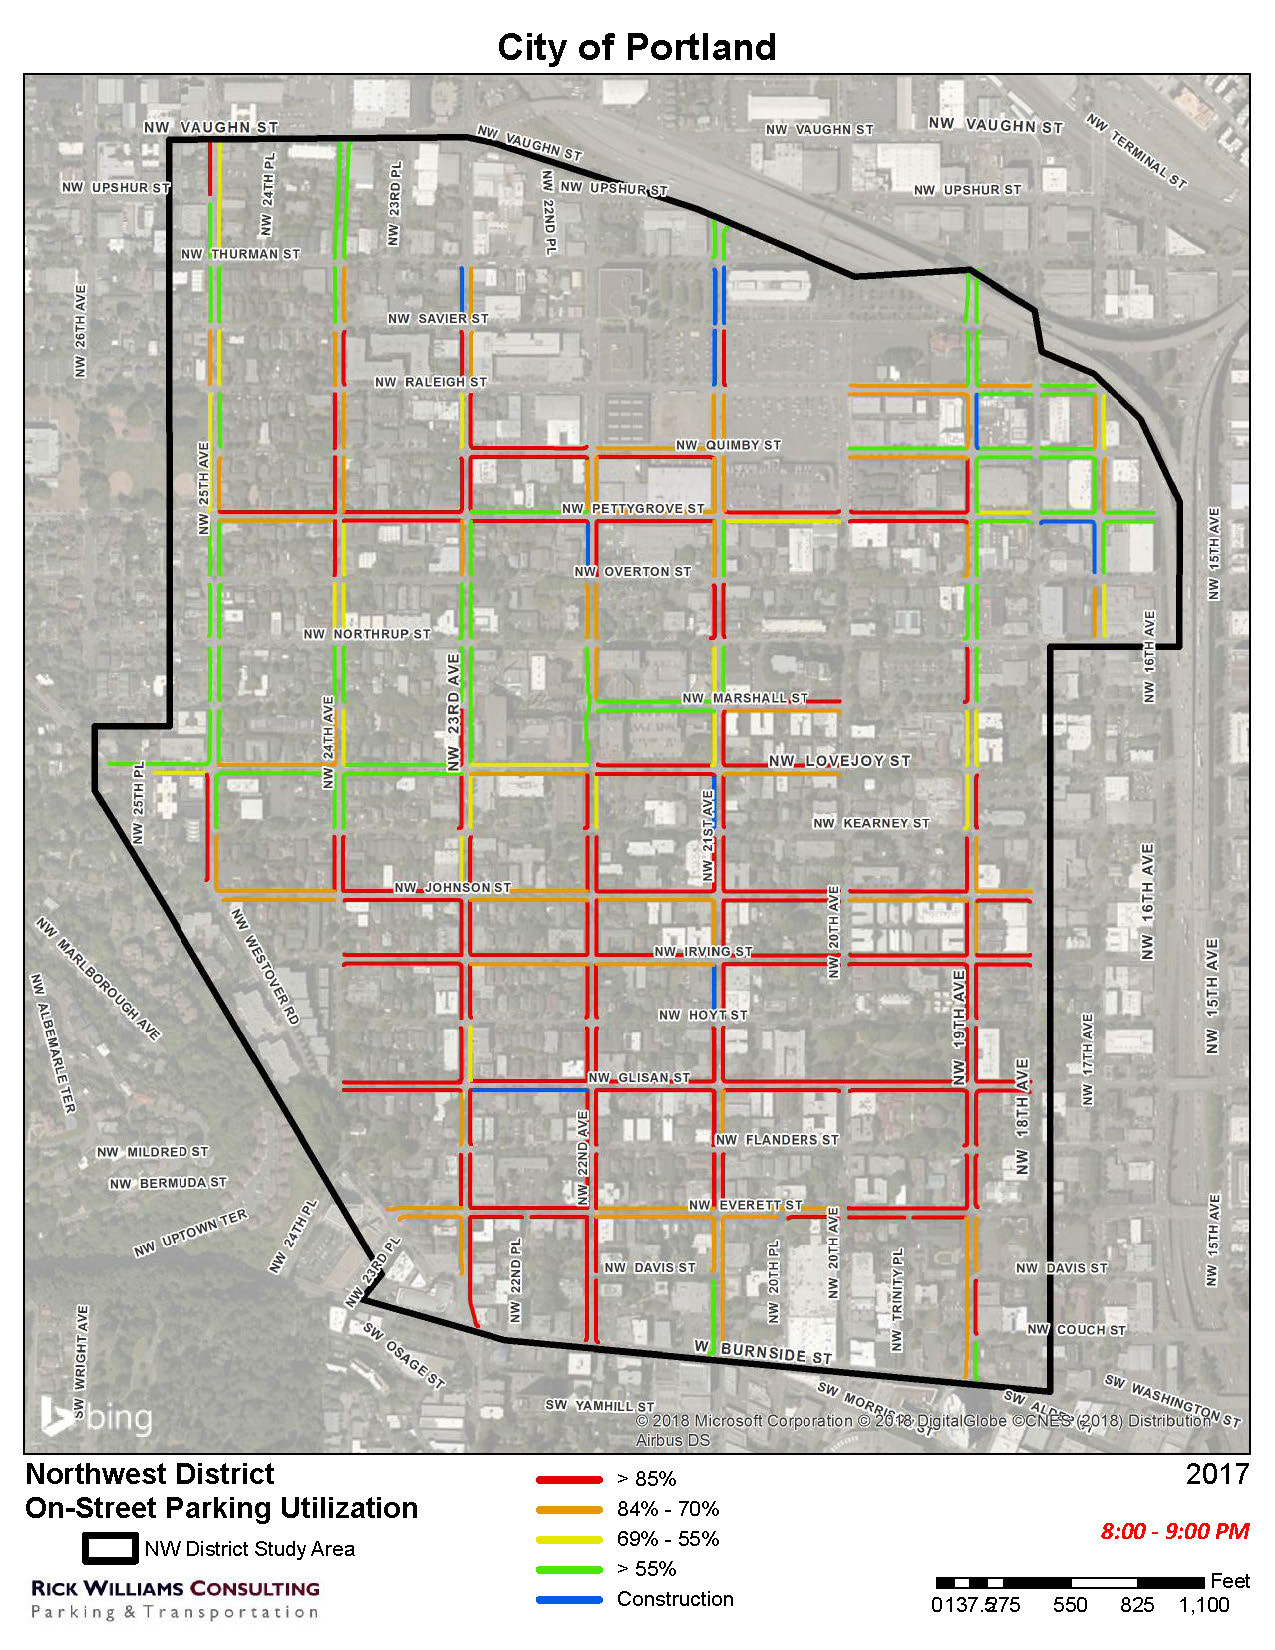 City of Portland
NW VAUGHN ST
NW VAUGHN ST
NW VAUGHN ST
NW VAUGHN ST
NW TERMINAL ST
NW UPSHUR ST
NW 24TH PL
NW 23RD PL
NW 22ND PL
NW UPSHUR ST
NW UPSHUR ST
NW THURMAN ST
NW 26TH AVE
NW SAVIER ST
NW RALEIGH ST
NW QUIMBY ST
NW 25TH AVE
NW PETTYGROVE ST
NW 15TH AVE
NW OVERTON ST
NW NORTHRUP ST
NW 16TH AVE
NW 23RD AVE
NW 24TH AVE
NW MARSHALL ST
NW LOVEJOY ST
NW 25TH PL
NW 21ST AVE
NW KEARNEY ST
NW JOHNSON ST
NW 20TH AVE
NW 16TH AVE
NW WESTOVER RD
NW MARLBOROUGH AVE
NW IRVING ST
NW 15TH AVE
NW ALBEMARLE TER
NW HOYT ST
NW 19TH AVE
NW 17TH AVE
NW GLISAN ST
NW 18TH AVE
NW 22ND AVE
NW FLANDERS ST
NW MILDRED ST
NW BERMUDA ST
NW UPTOWN TER
NW 24TH PL
NW EVERETT ST
NW 23RD PL
NW 22ND PL
NW DAVIS ST
NW 20TH PL
NW 20TH AVE
NW TRINITY PL
NW DAVIS ST
NW 15TH AVE
NW COUCH ST
SW WRIGHT AVE
SW OSAGE ST
W BURNSIDE ST
SW YAMHILL ST
SW MORRISON ST
SW ALDER CT
SW WASHINGTON ST
bing
© 2018 Microsoft Corporation © 2018 DigitalGlobe ©CNES (2018) Distribution
Airbus DS
Northwest District
On-Street Parking Utilization
NW District Study Area
RICK WILLIAMS CONSULTING
Parking & Transportation
> 85%
84% - 70%
69% - 55%
> 55%
Construction
2017
8:00 - 9:00 PM
Feet
0 137.5 275 550 825 1,100